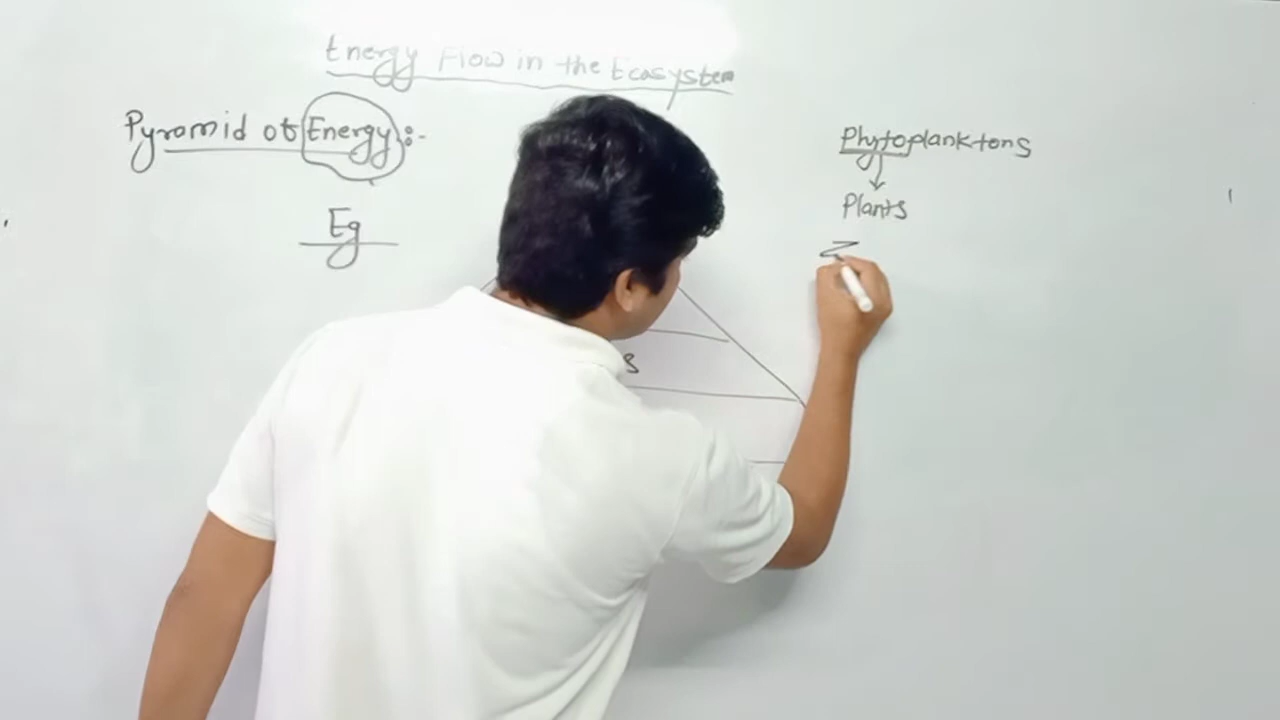 Energy Flow in the Ecosystem
Pyramid of Energy:-
Eg
Phytoplanktons
Plants
Z
s